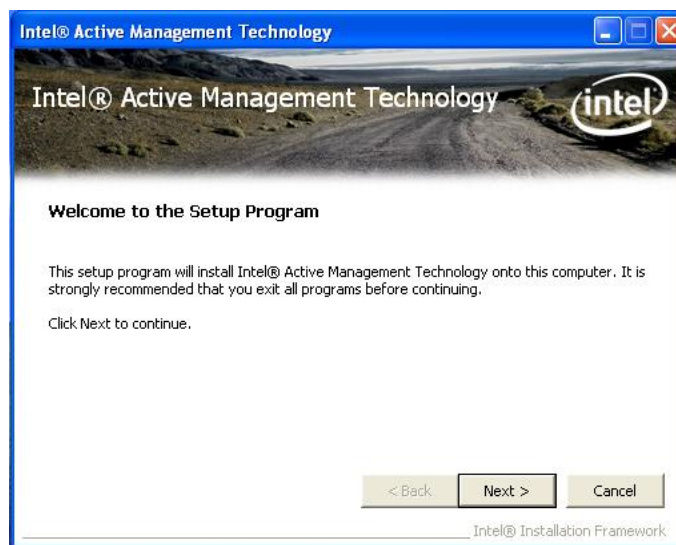 Intel® Active Management Technology
Intel® Active Management Technology
intel
Welcome to the Setup Program
This setup program will install Intel® Active Management Technology onto this computer. It is
strongly recommended that you exit all programs before continuing.
Click Next to continue.
< Back
Next >
Cancel
Intel® Installation Framework